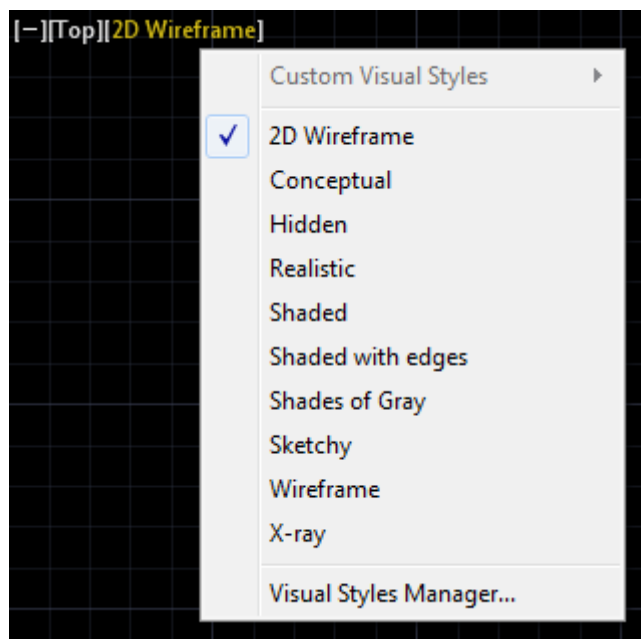 [−][Top][2D Wireframe]
Custom Visual Styles
2D Wireframe
Conceptual
Hidden
Realistic
Shaded
Shaded with edges
Shades of Gray
Sketchy
Wireframe
X-ray
Visual Styles Manager...